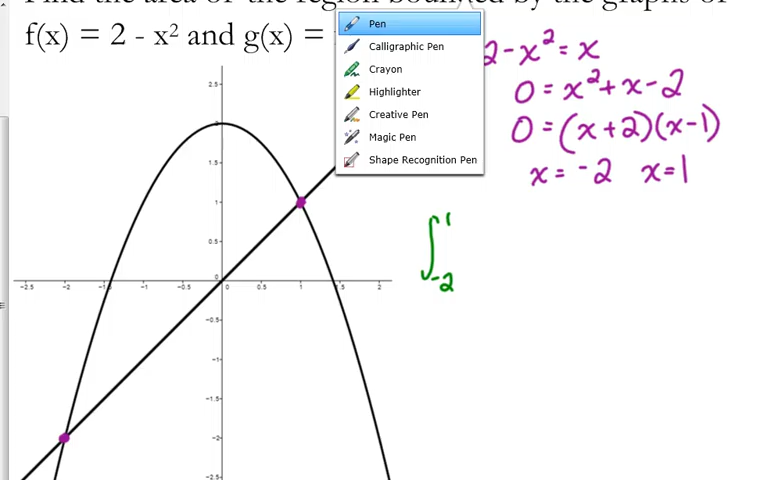 Find the area of the region bounded by the graphs of
f(x) = 2 - x² and g(x) =
Pen
Calligraphic Pen
Crayon
Highlighter
Creative Pen
Magic Pen
Shape Recognition Pen
2-x²=x
0=x²+x-2
0=(x+2)(x-1)
x=-2 x=1
∫ 1
-2
2.5
2
1.5
1
0.5
0
-2.5 -2 -1.5 -1 -0.5 0 0.5 1 1.5 2
-0.5
-1
-1.5
-2
-2.5